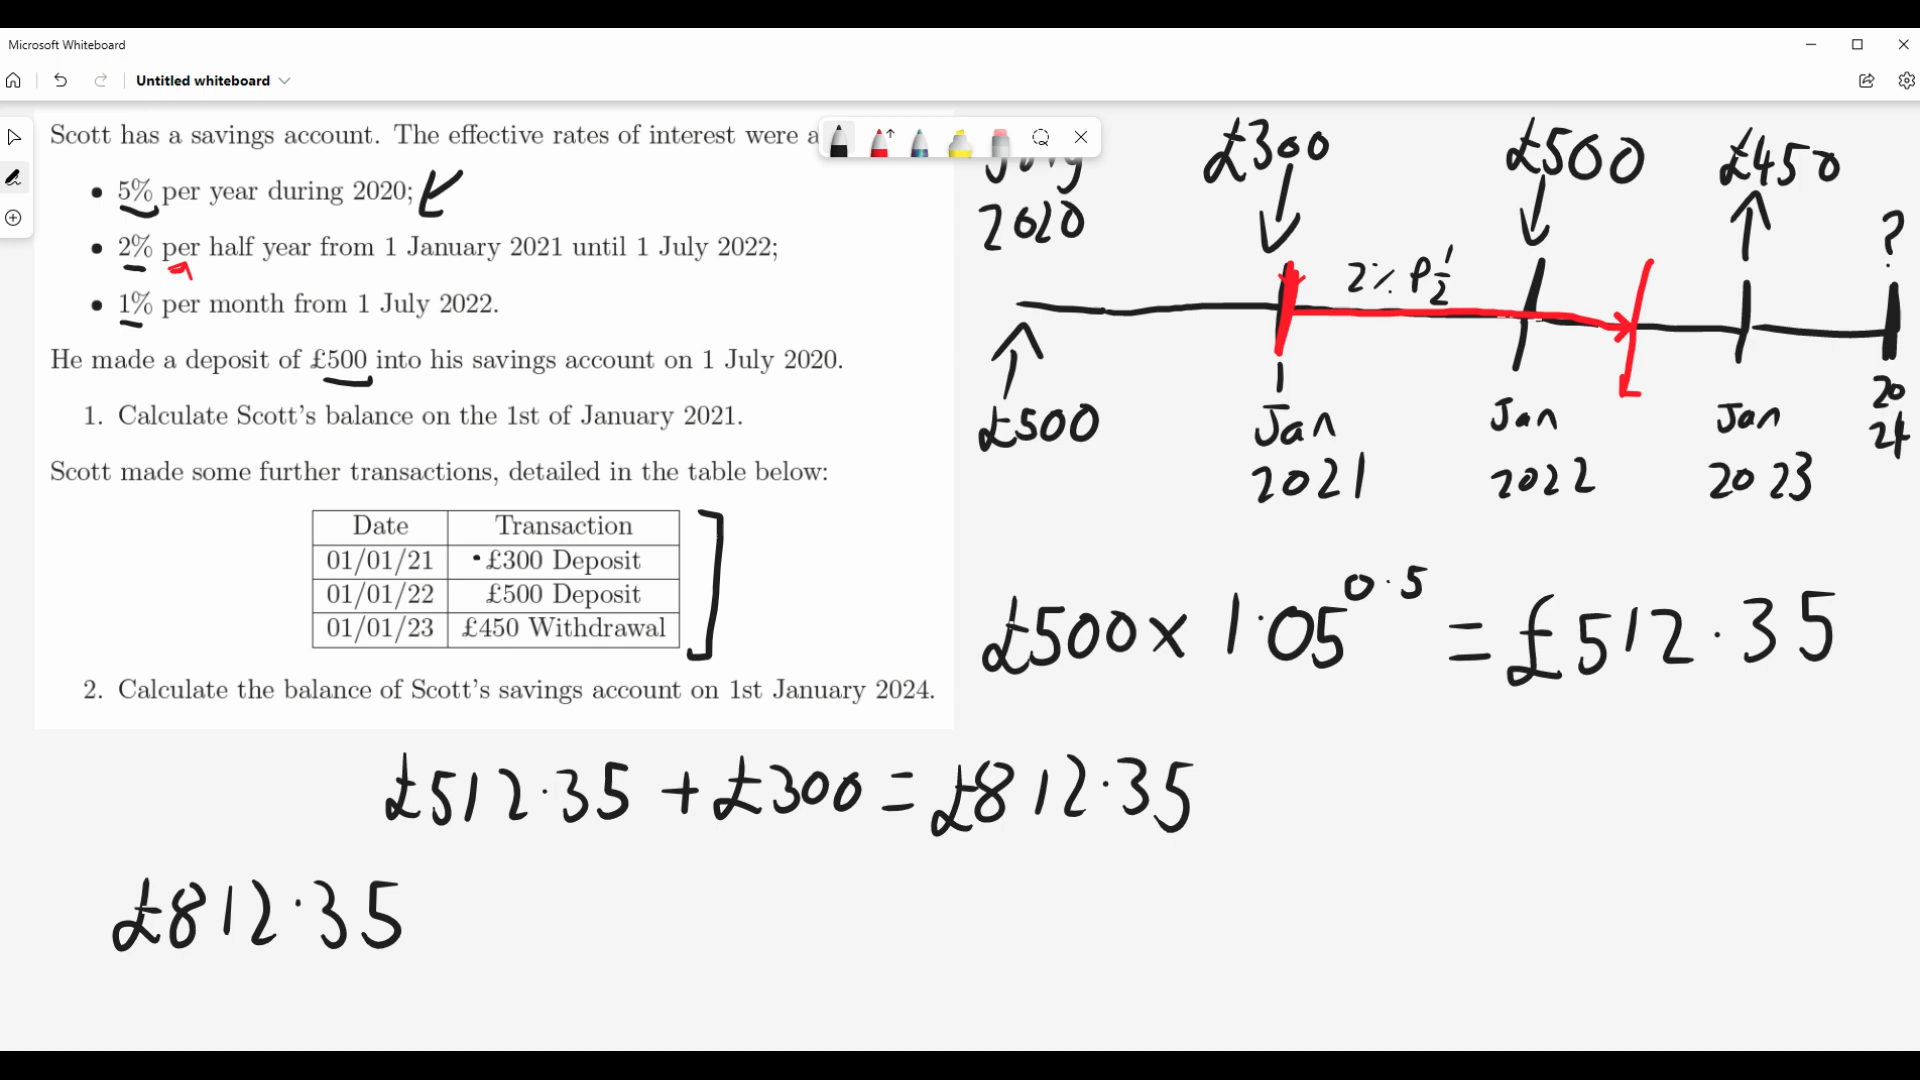 Microsoft Whiteboard
Untitled whiteboard
Scott has a savings account. The effective rates of interest were a
• 5% per year during 2020;
• 2% per half year from 1 January 2021 until 1 July 2022;
• 1% per month from 1 July 2022.
He made a deposit of £500 into his savings account on 1 July 2020.
1. Calculate Scott's balance on the 1st of January 2021.
Scott made some further transactions, detailed in the table below:
Date Transaction
01/01/21 £300 Deposit
01/01/22 £500 Deposit
01/01/23 £450 Withdrawal
2. Calculate the balance of Scott's savings account on 1st January 2024.
£300 £500 £450
2020 ?
2% P½
£500
1 Jan 2021
Jan 2022
Jan 2023
2024
£500 × 1.05^0.5 = £512.35
£512.35 + £300 = £812.35
£812.35